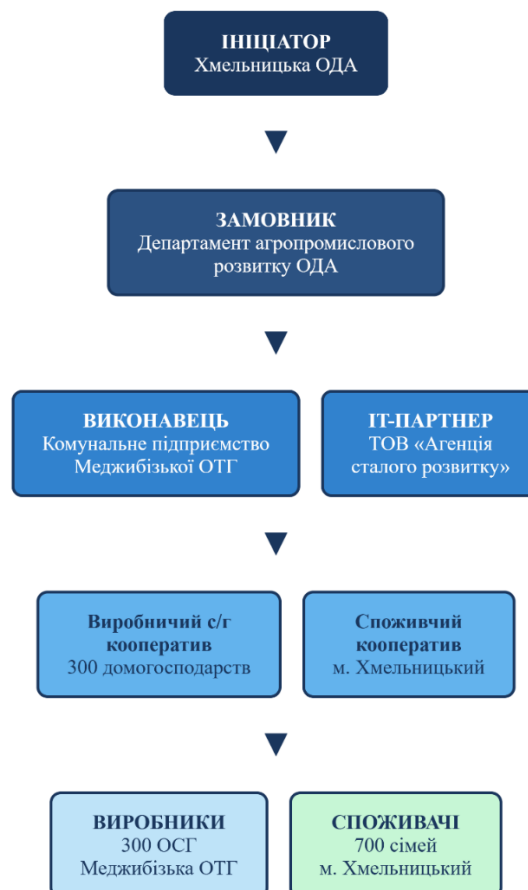 ІНІЦІАТОР
Хмельницька ОДА
ЗАМОВНИК
Департамент агропромислового
розвитку ОДА
ВИКОНАВЕЦЬ
Комунальне підприємство
Меджибізької ОТГ
ІТ-ПАРТНЕР
ТОВ «Агенція
сталого розвитку»
Виробничий с/г
кооператив
300 домогосподарств
Споживчий
кооператив
м. Хмельницький
ВИРОБНИКИ
300 ОСГ
Меджибізька ОТГ
СПОЖИВАЧІ
700 сімей
м. Хмельницький